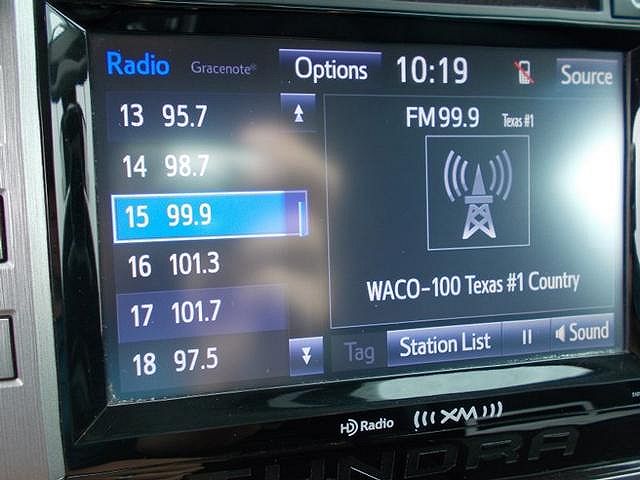 Radio Gracenote® Options 10:19 Source
13 95.7
14 98.7
15 99.9
16 101.3
17 101.7
18 97.5
FM 99.9 Texas #1
WACO-100 Texas #1 Country
Tag Station List Sound
HD Radio XM
TUNDRA